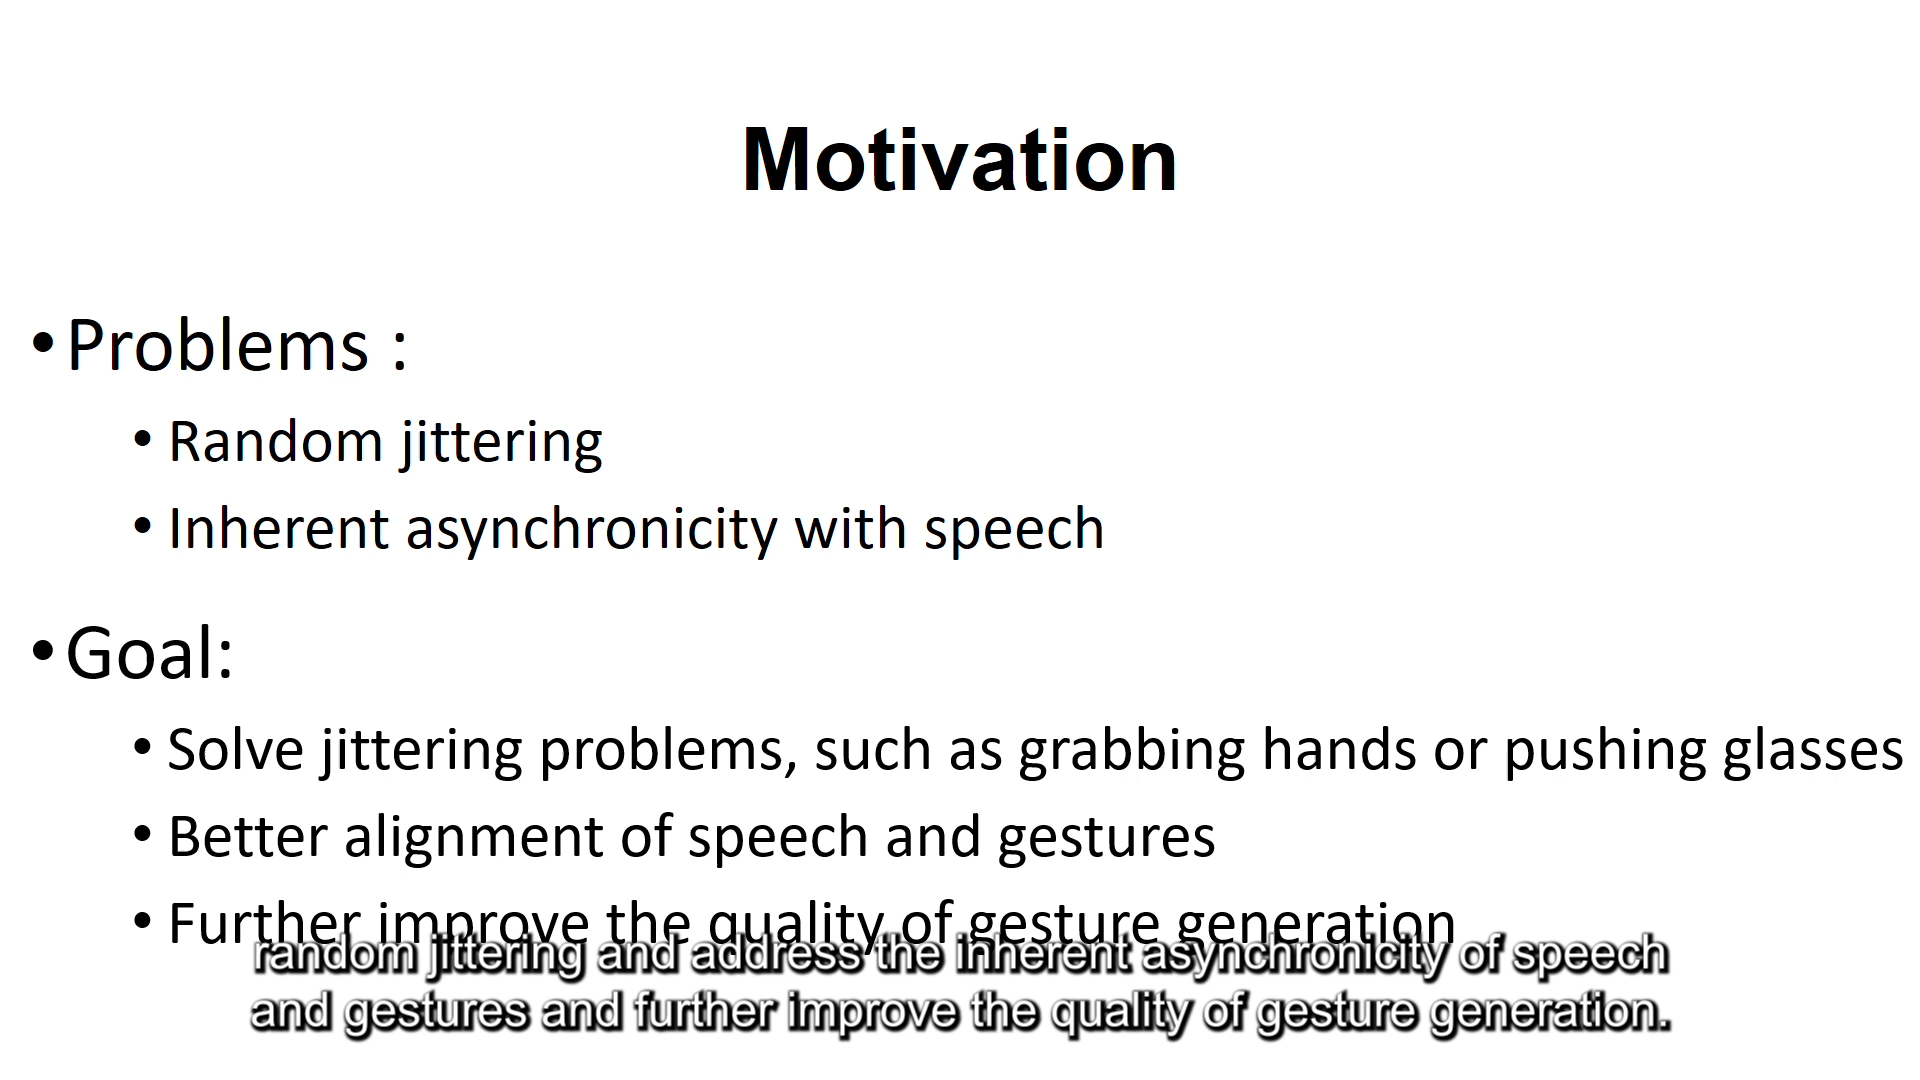 Motivation
•Problems :
• Random jittering
• Inherent asynchronicity with speech
•Goal:
• Solve jittering problems, such as grabbing hands or pushing glasses
• Better alignment of speech and gestures
• Further improve the quality of gesture generation
random jittering and address the inherent asynchronicity of speech
and gestures and further improve the quality of gesture generation.